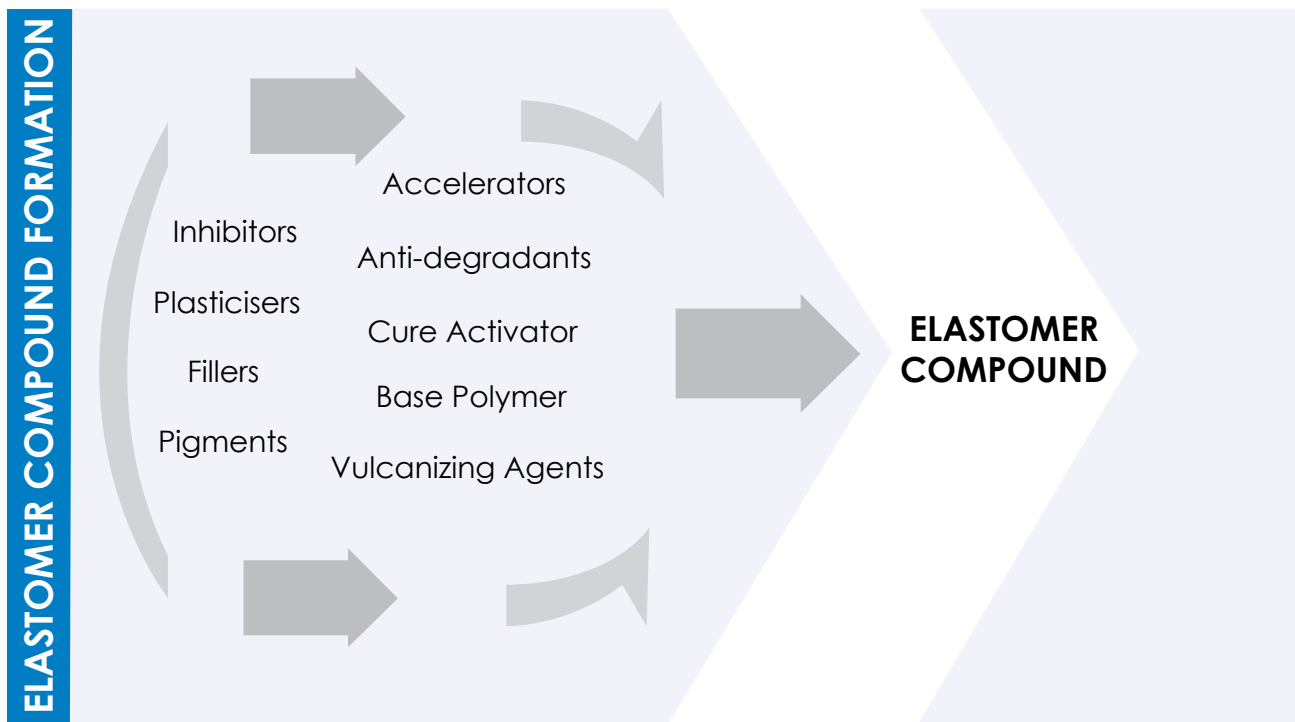 ELASTOMER COMPOUND FORMATION
Accelerators
Inhibitors
Anti-degradants
Plasticisers
Cure Activator
Fillers
Base Polymer
Pigments
Vulcanizing Agents
ELASTOMER
COMPOUND